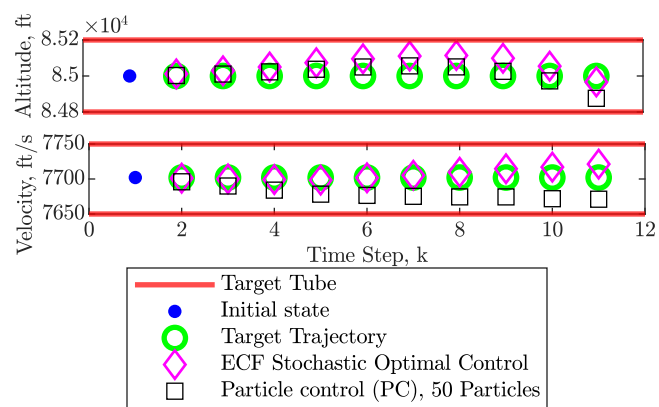 ×10⁴
Altitude, ft
8.52
8.5
8.48
Velocity, ft/s
7750
7700
7650
0 2 4 6 8 10 12
Time Step, k
Target Tube
Initial state
Target Trajectory
ECF Stochastic Optimal Control
Particle control (PC), 50 Particles